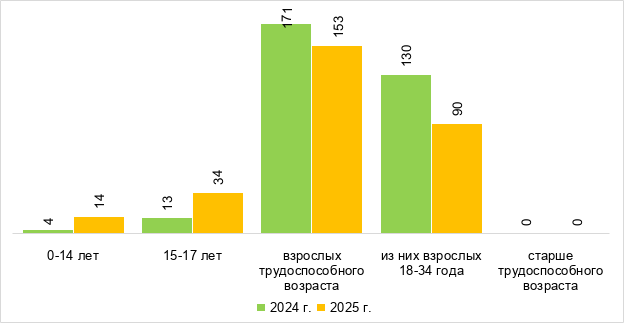 171
153
130
90
34
14
13
4
0
0
0-14 лет
15-17 лет
взрослых
трудоспособного
возраста
из них взрослых
18-34 года
старше
трудоспособного
возраста
2024 г.
2025 г.